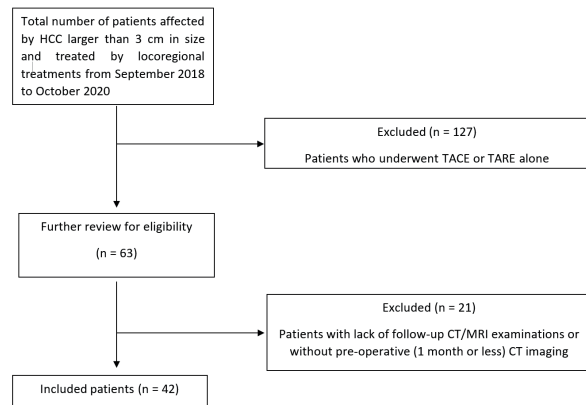 Total number of patients affected
by HCC larger than 3 cm in size
and treated by locoregional
treatments from September 2018
to October 2020
Excluded (n = 127)
Patients who underwent TACE or TARE alone
Further review for eligibility
(n = 63)
Excluded (n = 21)
Patients with lack of follow-up CT/MRI examinations or
without pre-operative (1 month or less) CT imaging
Included patients (n = 42)